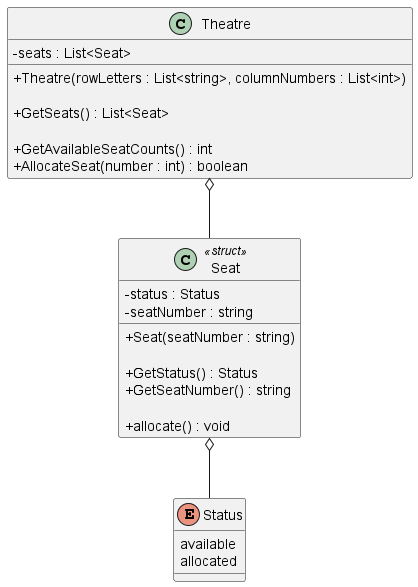 C Theatre
-seats : List<Seat>
+Theatre(rowLetters : List<string>, columnNumbers : List<int>)
+GetSeats() : List<Seat>
+GetAvailableSeatCounts() : int
+AllocateSeat(number : int) : boolean
«struct»
C Seat
-status : Status
-seatNumber : string
+Seat(seatNumber : string)
+GetStatus() : Status
+GetSeatNumber() : string
+allocate() : void
E Status
available
allocated